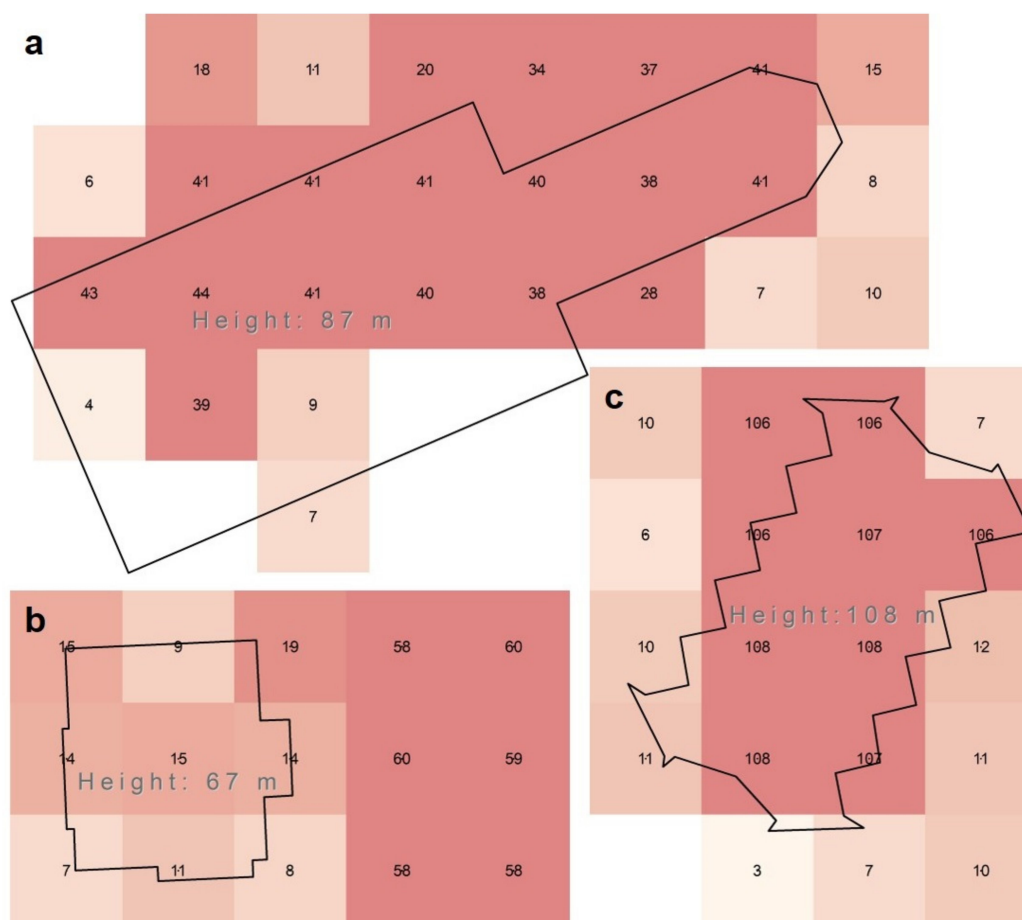 a
18 11 20 34 37 41 15
6 41 41 41 40 38 41 8
43 44 41 40 38 28 7 10
Height: 87 m
4 39 9
7
b
15 9 19 58 60
14 15 14 60 59
Height: 67 m
7 11 8 58 58
c
10 106 106 7
6 106 107 106
Height:108 m
10 108 108 12
11 108 107 11
3 7 10